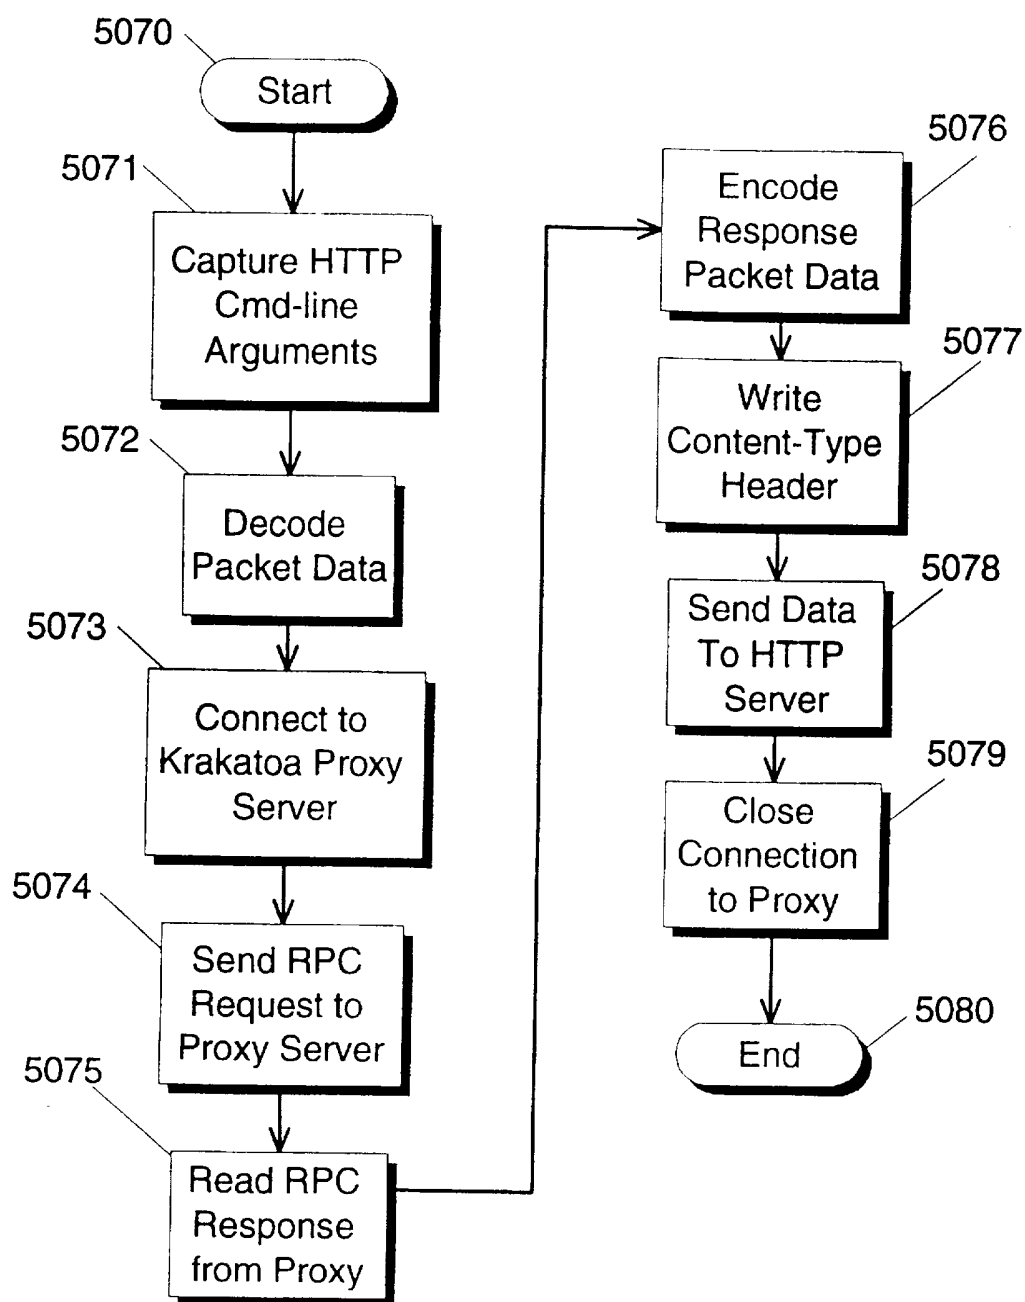 5070
Start
5071
Capture HTTP
Cmd-line
Arguments
5072
Decode
Packet Data
5073
Connect to
Krakatoa Proxy
Server
5074
Send RPC
Request to
Proxy Server
5075
Read RPC
Response
from Proxy
5076
Encode
Response
Packet Data
5077
Write
Content-Type
Header
5078
Send Data
To HTTP
Server
5079
Close
Connection
to Proxy
5080
End